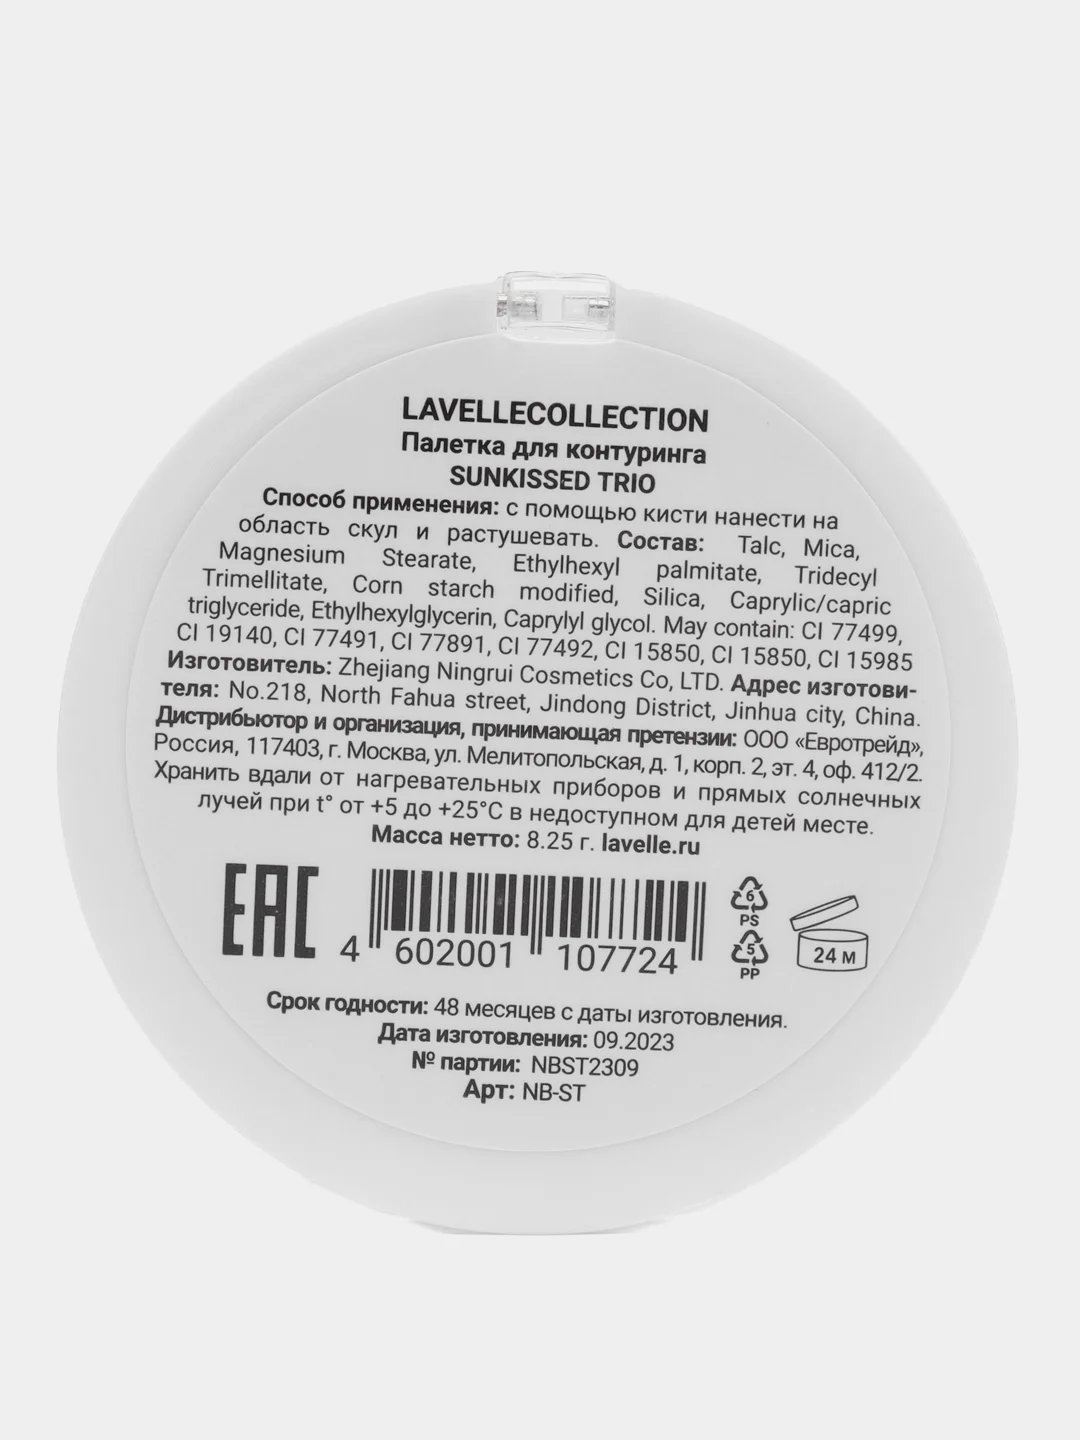 LAVELLECOLLECTION
Палетка для контуринга
SUNKISSED TRIO
Способ применения: с помощью кисти нанести на
область скул и растушевать. Состав: Talc, Mica,
Magnesium Stearate, Ethylhexyl palmitate, Tridecyl
Trimellitate, Corn starch modified, Silica, Caprylic/capric
triglyceride, Ethylhexylglycerin, Caprylyl glycol. May contain: CI 77499,
CI 19140, CI 77491, CI 77891, CI 77492, CI 15850, CI 15850, CI 15985
Изготовитель: Zhejiang Ningrui Cosmetics Co, LTD. Адрес изготови-
теля: No.218, North Fahua street, Jindong District, Jinhua city, China.
Дистрибьютор и организация, принимающая претензии: ООО «Евротрейд»,
Россия, 117403, г. Москва, ул. Мелитопольская, д. 1, корп. 2, эт. 4, оф. 412/2.
Хранить вдали от нагревательных приборов и прямых солнечных
лучей при t° от +5 до +25°C в недоступном для детей месте.
Масса нетто: 8.25 г. lavelle.ru
EAC
4 602001 107724
6
PS
5
PP
24 м
Срок годности: 48 месяцев с даты изготовления.
Дата изготовления: 09.2023
№ партии: NBST2309
Арт: NB-ST